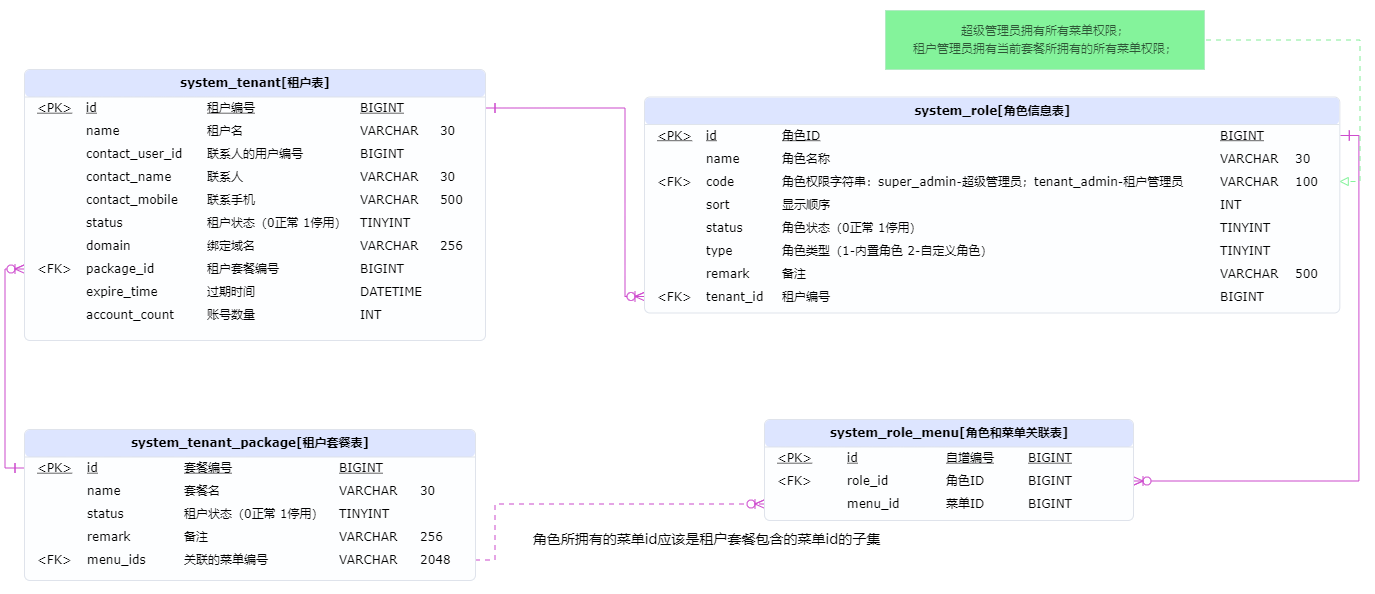 超级管理员拥有所有菜单权限；
租户管理员拥有当前套餐所拥有的所有菜单权限；
system_tenant[租户表]
<PK> id 租户编号 BIGINT
name 租户名 VARCHAR 30
contact_user_id 联系人的用户编号 BIGINT
contact_name 联系人 VARCHAR 30
contact_mobile 联系手机 VARCHAR 500
status 租户状态（0正常 1停用） TINYINT
domain 绑定域名 VARCHAR 256
<FK> package_id 租户套餐编号 BIGINT
expire_time 过期时间 DATETIME
account_count 账号数量 INT
system_role[角色信息表]
<PK> id 角色ID BIGINT
name 角色名称 VARCHAR 30
<FK> code 角色权限字符串：super_admin-超级管理员；tenant_admin-租户管理员 VARCHAR 100
sort 显示顺序 INT
status 角色状态（0正常 1停用） TINYINT
type 角色类型（1-内置角色 2-自定义角色） TINYINT
remark 备注 VARCHAR 500
<FK> tenant_id 租户编号 BIGINT
system_tenant_package[租户套餐表]
<PK> id 套餐编号 BIGINT
name 套餐名 VARCHAR 30
status 租户状态（0正常 1停用） TINYINT
remark 备注 VARCHAR 256
<FK> menu_ids 关联的菜单编号 VARCHAR 2048
system_role_menu[角色和菜单关联表]
<PK> id 自增编号 BIGINT
<FK> role_id 角色ID BIGINT
menu_id 菜单ID BIGINT
角色所拥有的菜单id应该是租户套餐包含的菜单id的子集